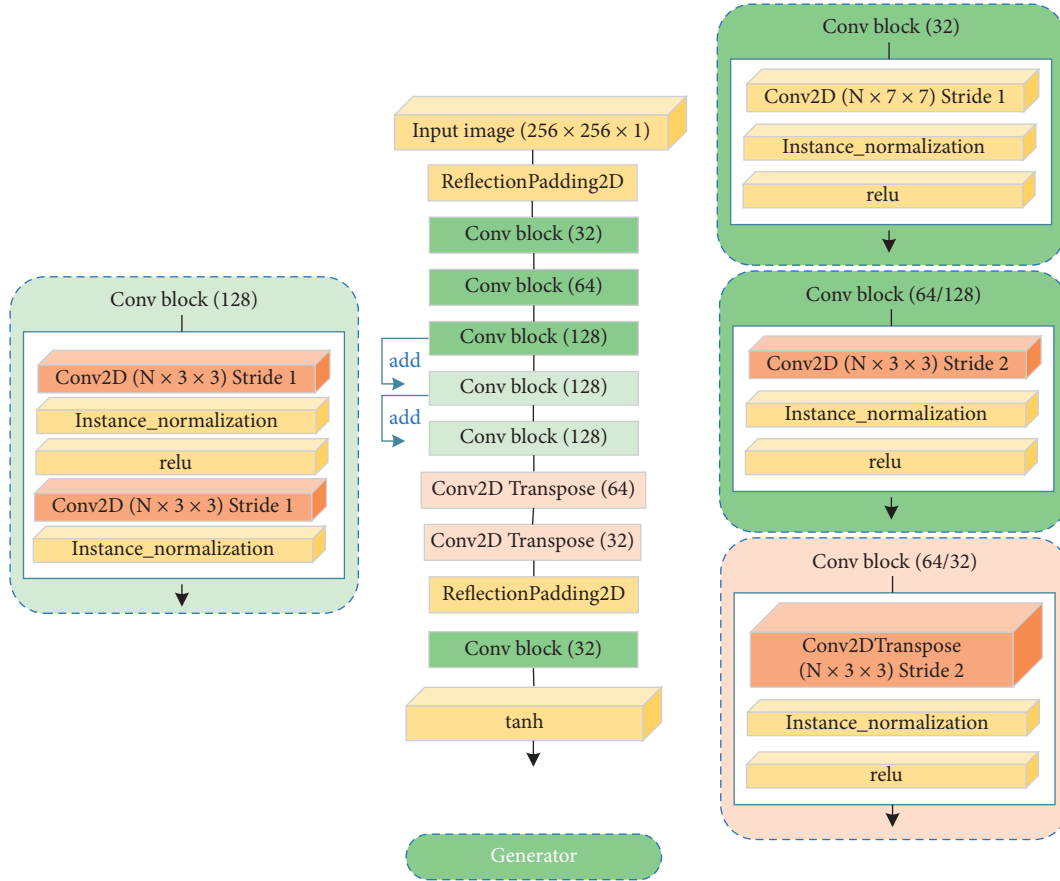 Conv block (128)
Conv2D (N × 3 × 3) Stride 1
Instance_normalization
relu
Conv2D (N × 3 × 3) Stride 1
Instance_normalization
Input image (256 × 256 × 1)
ReflectionPadding2D
Conv block (32)
Conv block (64)
Conv block (128)
add
Conv block (128)
add
Conv block (128)
Conv2D Transpose (64)
Conv2D Transpose (32)
ReflectionPadding2D
Conv block (32)
tanh
Generator
Conv block (32)
Conv2D (N × 7 × 7) Stride 1
Instance_normalization
relu
Conv block (64/128)
Conv2D (N × 3 × 3) Stride 2
Instance_normalization
relu
Conv block (64/32)
Conv2DTranspose
(N × 3 × 3) Stride 2
Instance_normalization
relu